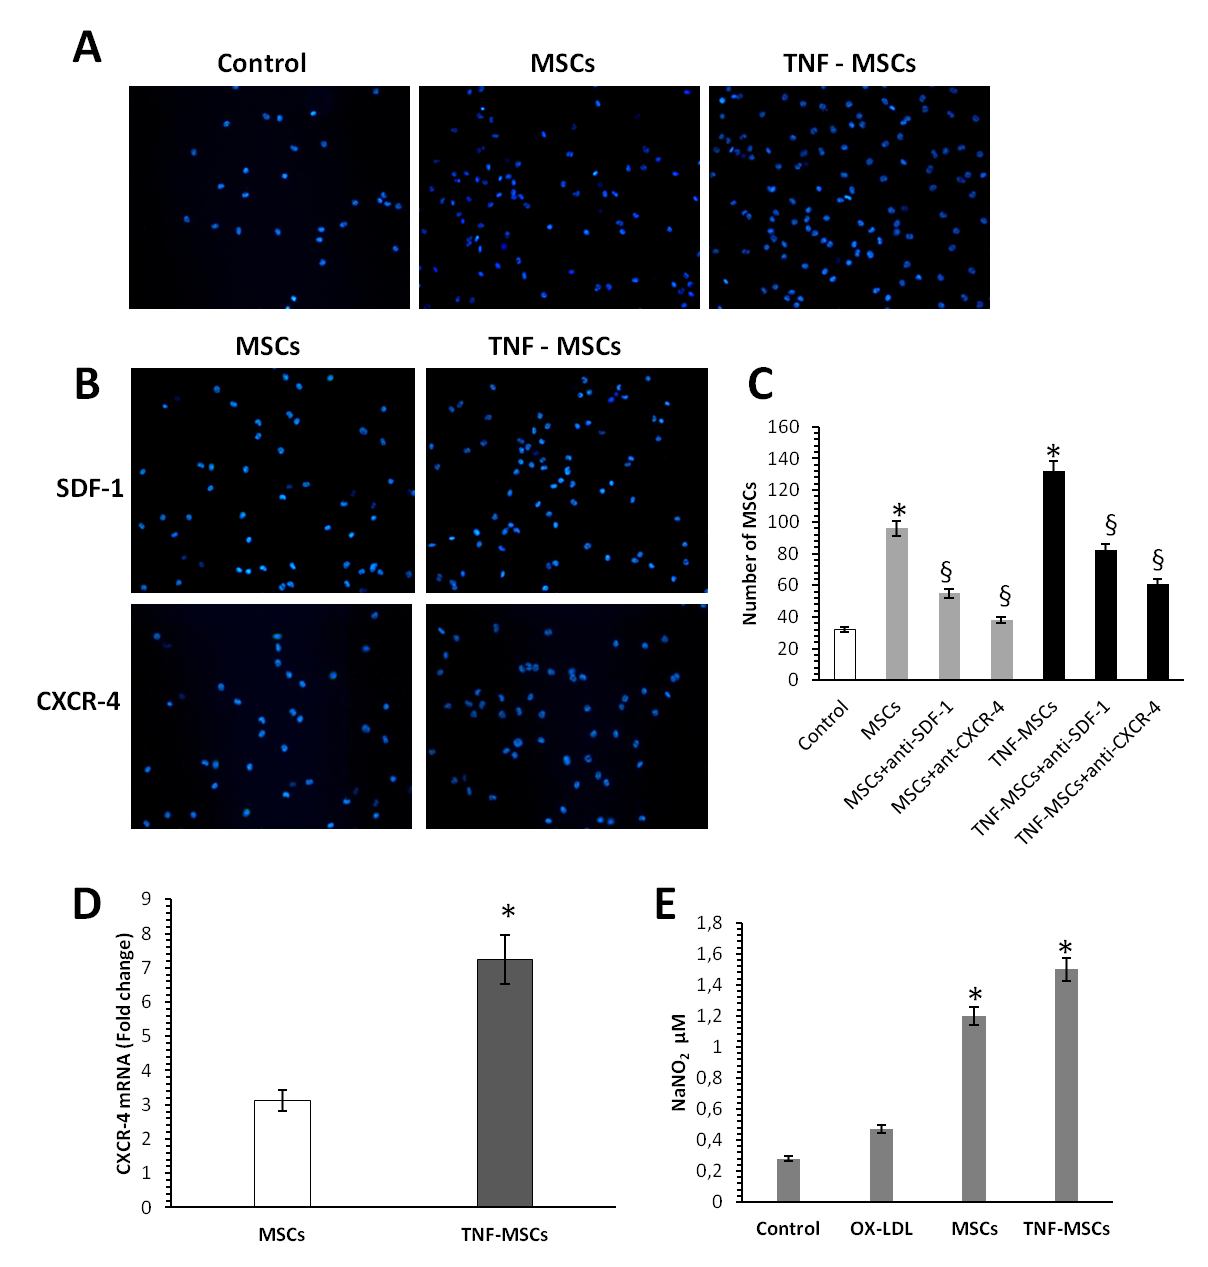 A
Control
MSCs
TNF - MSCs
MSCs
TNF - MSCs
B
SDF-1
CXCR-4
C
160
140
120
100
80
60
40
20
0
Number of MSCs
*
§
§
*
§
§
Control
MSCs
MSCs+anti-SDF-1
MSCs+ant-CXCR-4
TNF-MSCs
TNF-MSCs+anti-SDF-1
TNF-MSCs+anti-CXCR-4
D
9
8
7
6
5
4
3
2
1
0
CXCR-4 mRNA (Fold change)
*
MSCs
TNF-MSCs
E
1,8
1,6
1,4
1,2
1
0,8
0,6
0,4
0,2
0
NaNO₂ µM
*
*
Control
OX-LDL
MSCs
TNF-MSCs